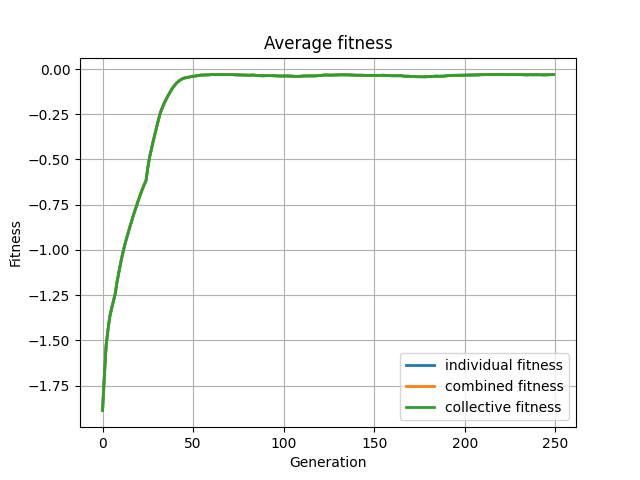 Average fitness
Fitness
0.00
−0.25
−0.50
−0.75
−1.00
−1.25
−1.50
−1.75
individual fitness
combined fitness
collective fitness
0 50 100 150 200 250
Generation